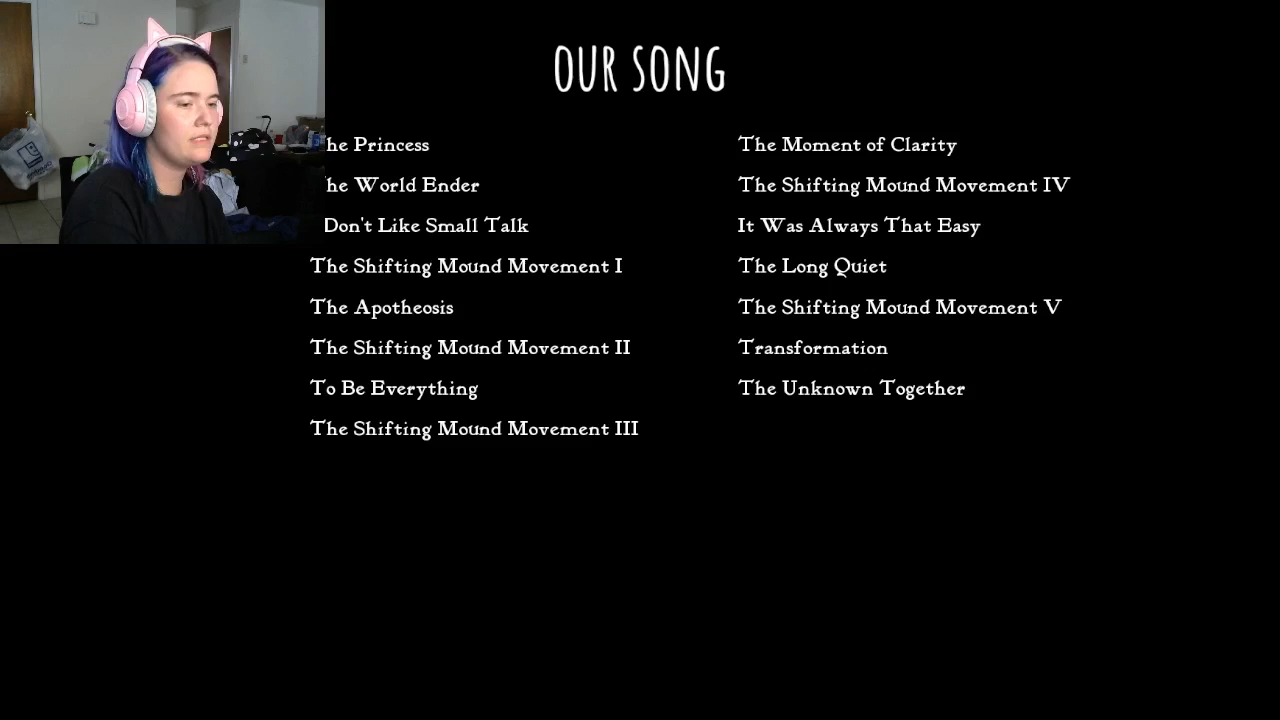 OUR SONG
he Princess
he World Ender
Don't Like Small Talk
The Shifting Mound Movement I
The Apotheosis
The Shifting Mound Movement II
To Be Everything
The Shifting Mound Movement III
The Moment of Clarity
The Shifting Mound Movement IV
It Was Always That Easy
The Long Quiet
The Shifting Mound Movement V
Transformation
The Unknown Together